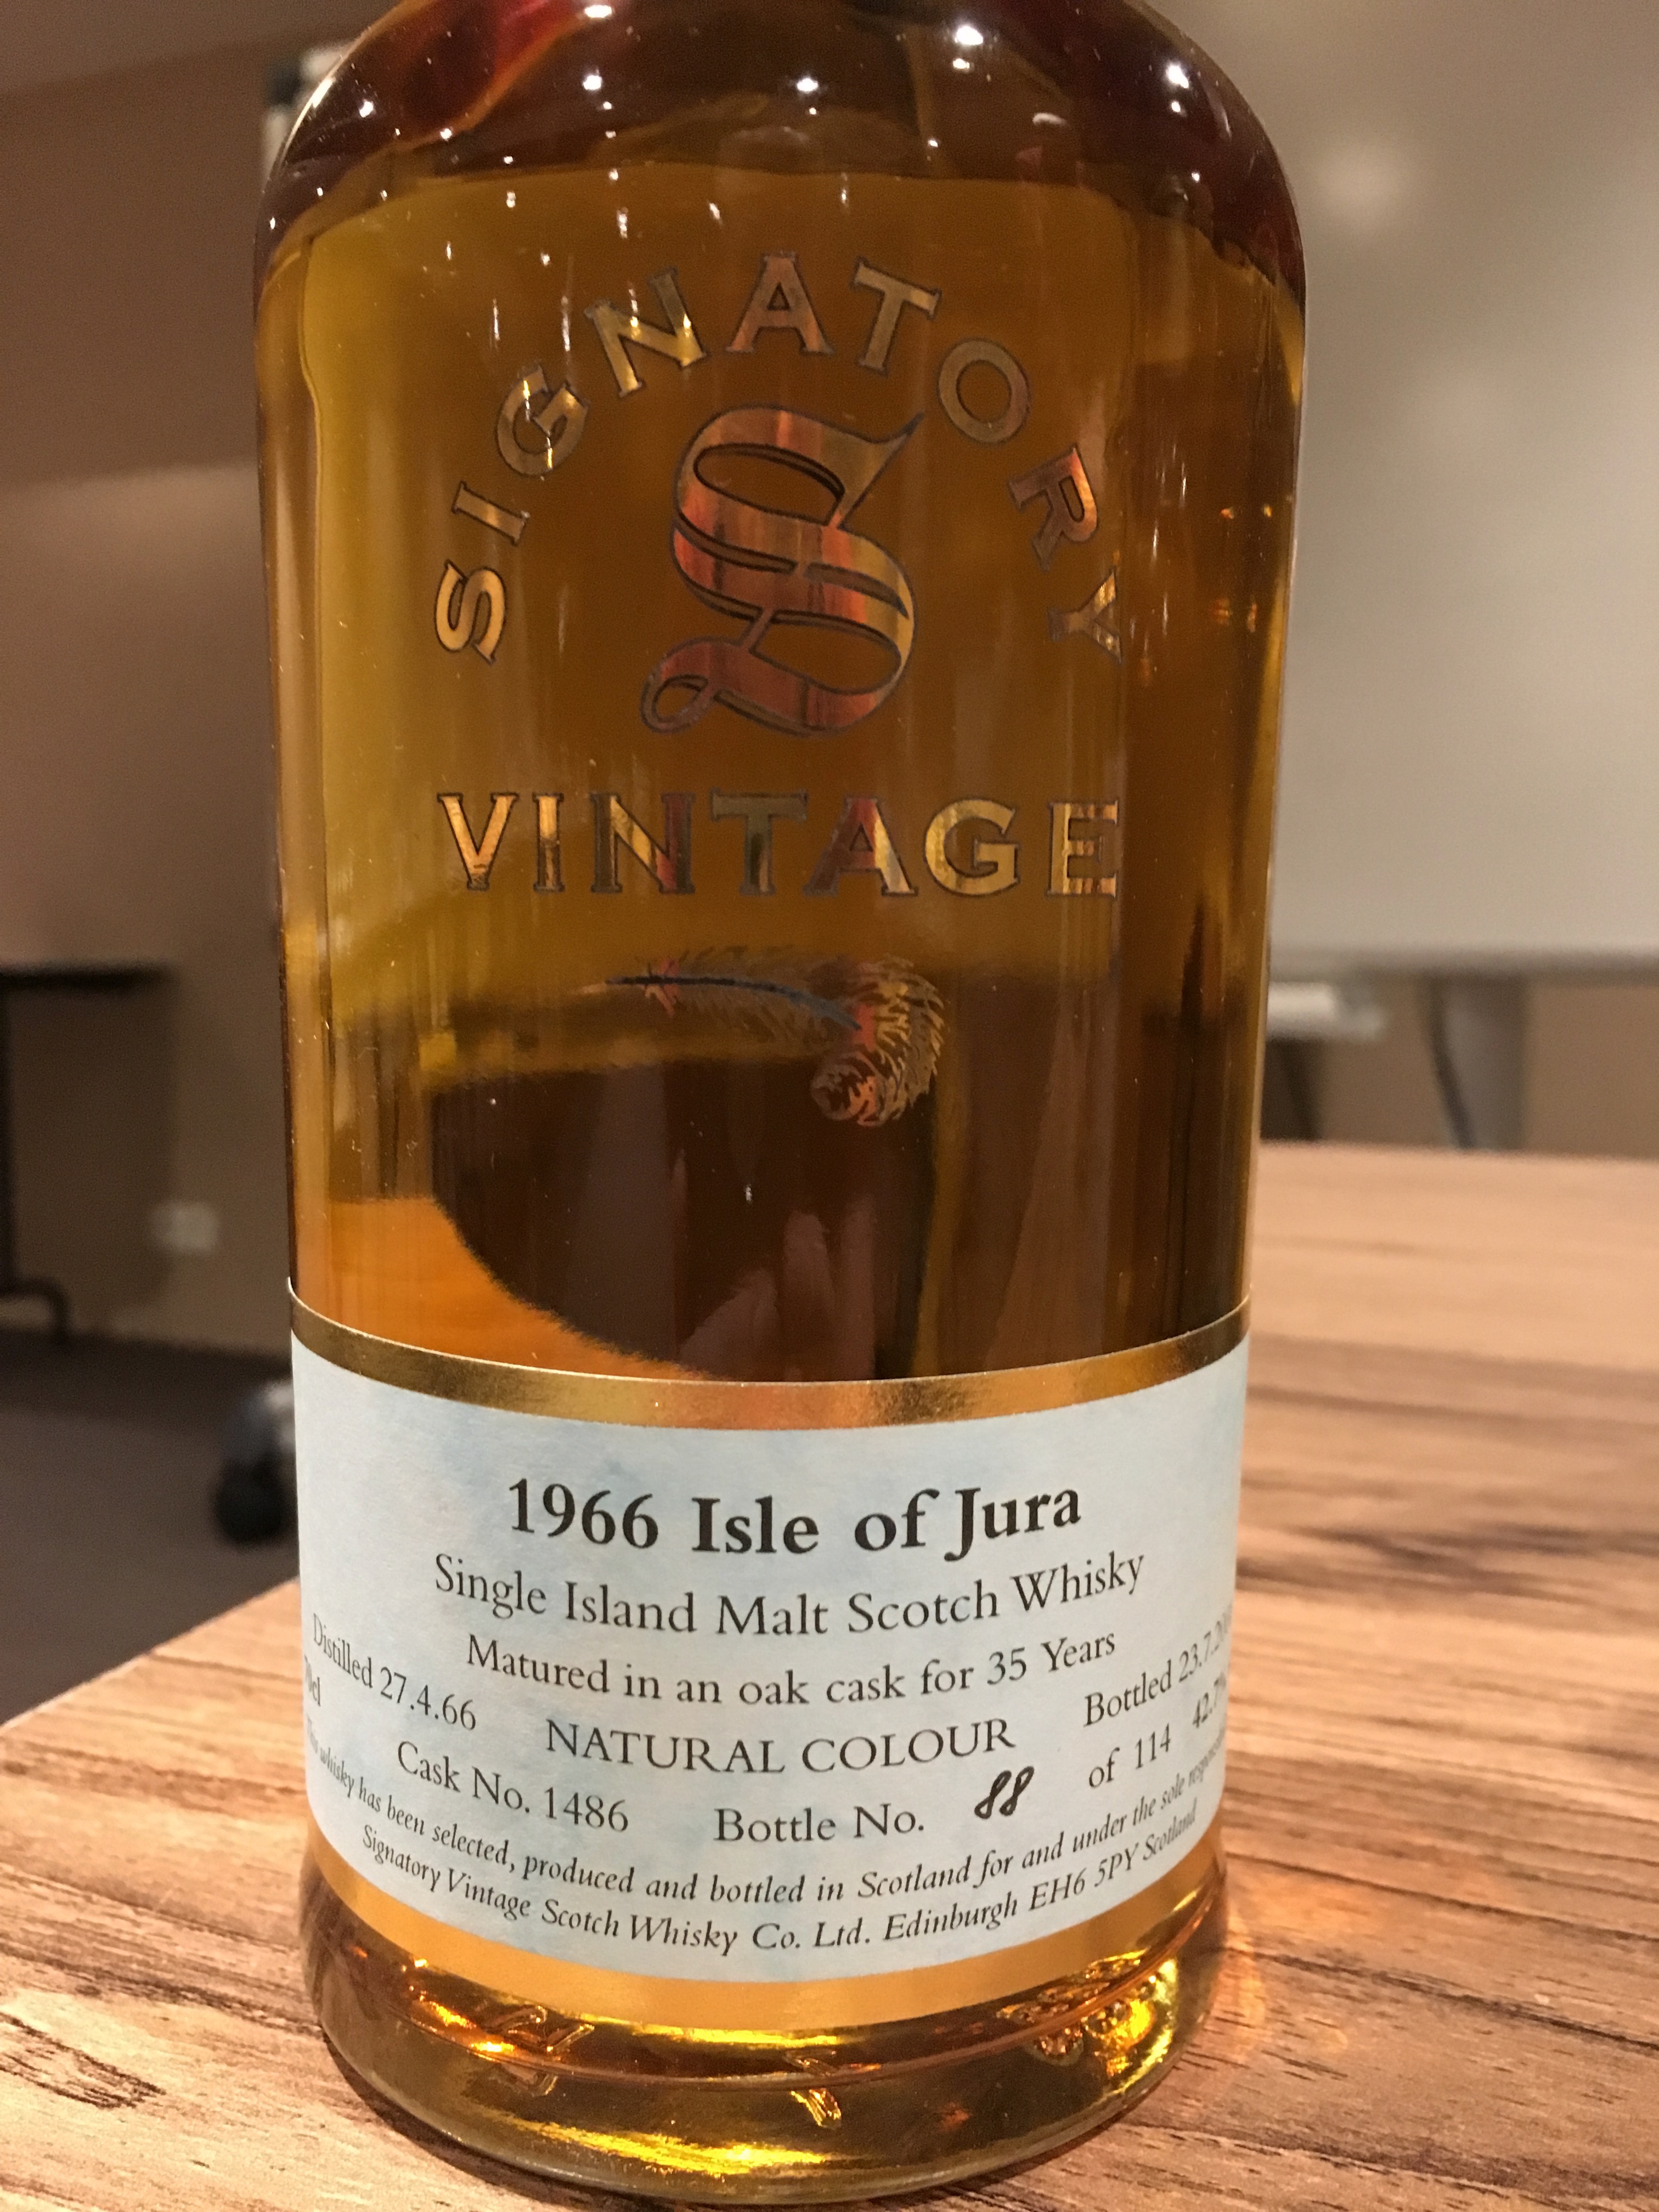 SIGNATORY
S
VINTAGE
1966 Isle of Jura
Single Island Malt Scotch Whisky
Matured in an oak cask for 35 Years
Distilled 27.4.66 NATURAL COLOUR Bottled 23.7.
Cask No. 1486 Bottle No. 88 of 114
whisky has been selected, produced and bottled in Scotland for and under the sole
Signatory Vintage Scotch Whisky Co. Ltd. Edinburgh EH6 5PY Scotland